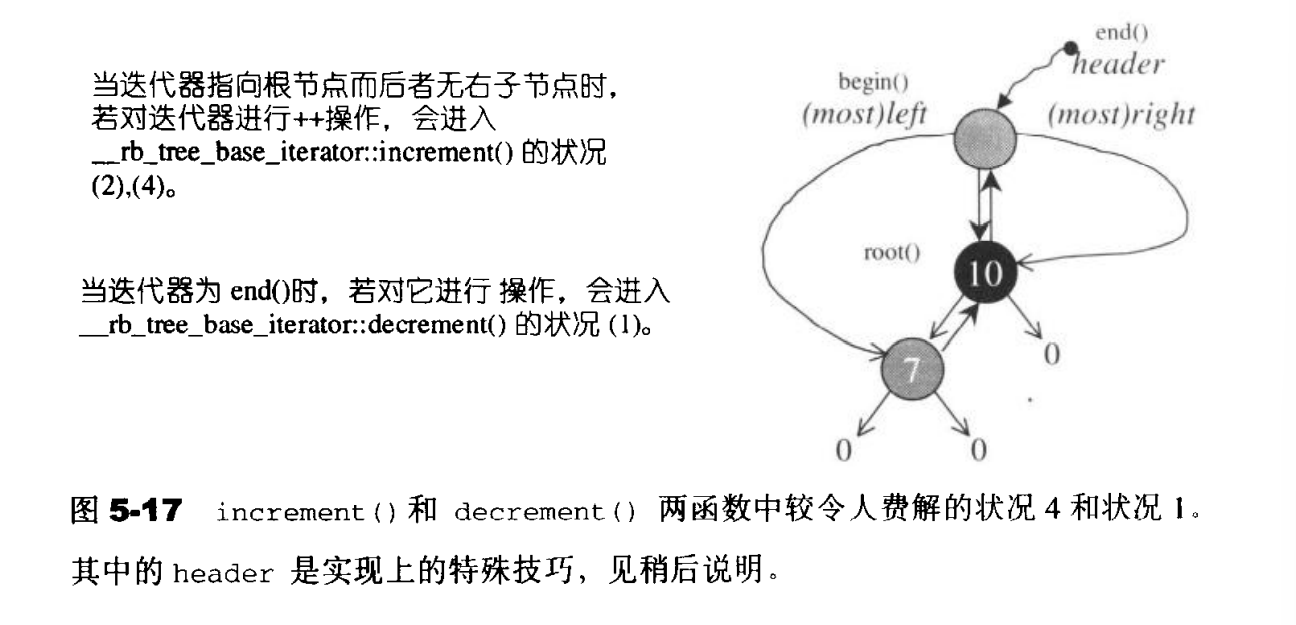 当迭代器指向根节点而后者无右子节点时,
若对迭代器进行++操作, 会进入
__rb_tree_base_iterator::increment() 的状况
(2),(4)。
当迭代器为 end()时, 若对它进行 操作, 会进入
__rb_tree_base_iterator::decrement() 的状况 (1)。
end()
header
begin()
(most)left
(most)right
root()
10
7
0
0
0
图 5-17 increment()和 decrement() 两函数中较令人费解的状况 4 和状况 1。
其中的 header 是实现上的特殊技巧, 见稍后说明。